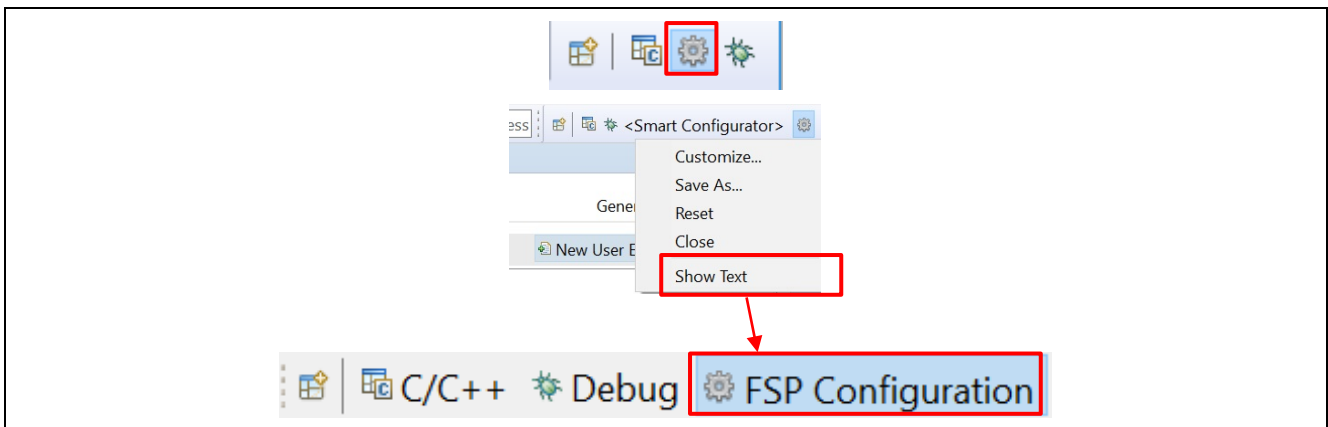 ess <Smart Configurator>
Customize...
Save As...
Gene
Reset
Close
New User E
Show Text
C/C++ Debug FSP Configuration